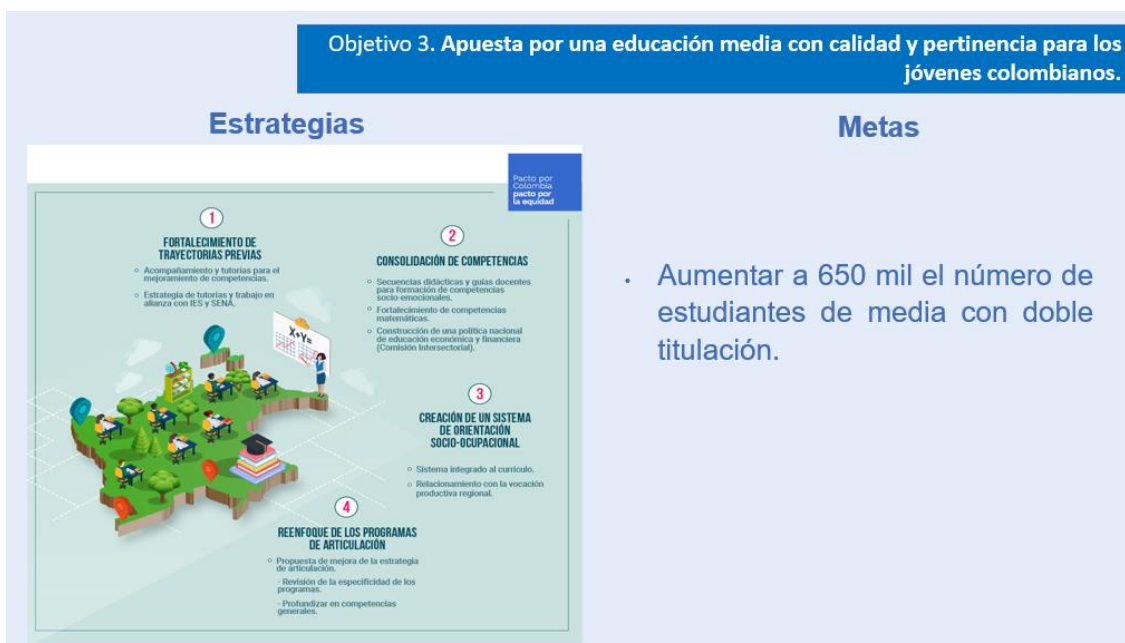 Objetivo 3. Apuesta por una educación media con calidad y pertinencia para los
jóvenes colombianos.
Estrategias
Metas
Pacto por
Colombia
pacto por
la equidad
1
FORTALECIMIENTO DE
TRAYECTORIAS PREVIAS
○ Acompañamiento y tutorias para el
mejoramiento de competencias.
○ Estrategia de tutorias y trabajo en
alianza con IES y SENA.
2
CONSOLIDACIÓN DE COMPETENCIAS
○ Secuencias didácticas y guías docentes
para formación de competencias
socio-emocionales.
○ Fortalecimiento de competencias
matemáticas.
○ Construcción de una política nacional
de educación económica y financiera
(Comisión Intersectorial).
X+Y=
3
CREACIÓN DE UN SISTEMA
DE ORIENTACIÓN
SOCIO-OCUPACIONAL
○ Sistema integrado al currículo.
○ Relacionamiento con la vocación
productiva regional.
4
REENFOQUE DE LOS PROGRAMAS
DE ARTICULACIÓN
○ Propuesta de mejora de la estrategia
de articulación.
- Revisión de la especificidad de los
programas.
- Profundizar en competencias
generales.
• Aumentar a 650 mil el número de
estudiantes de media con doble
titulación.